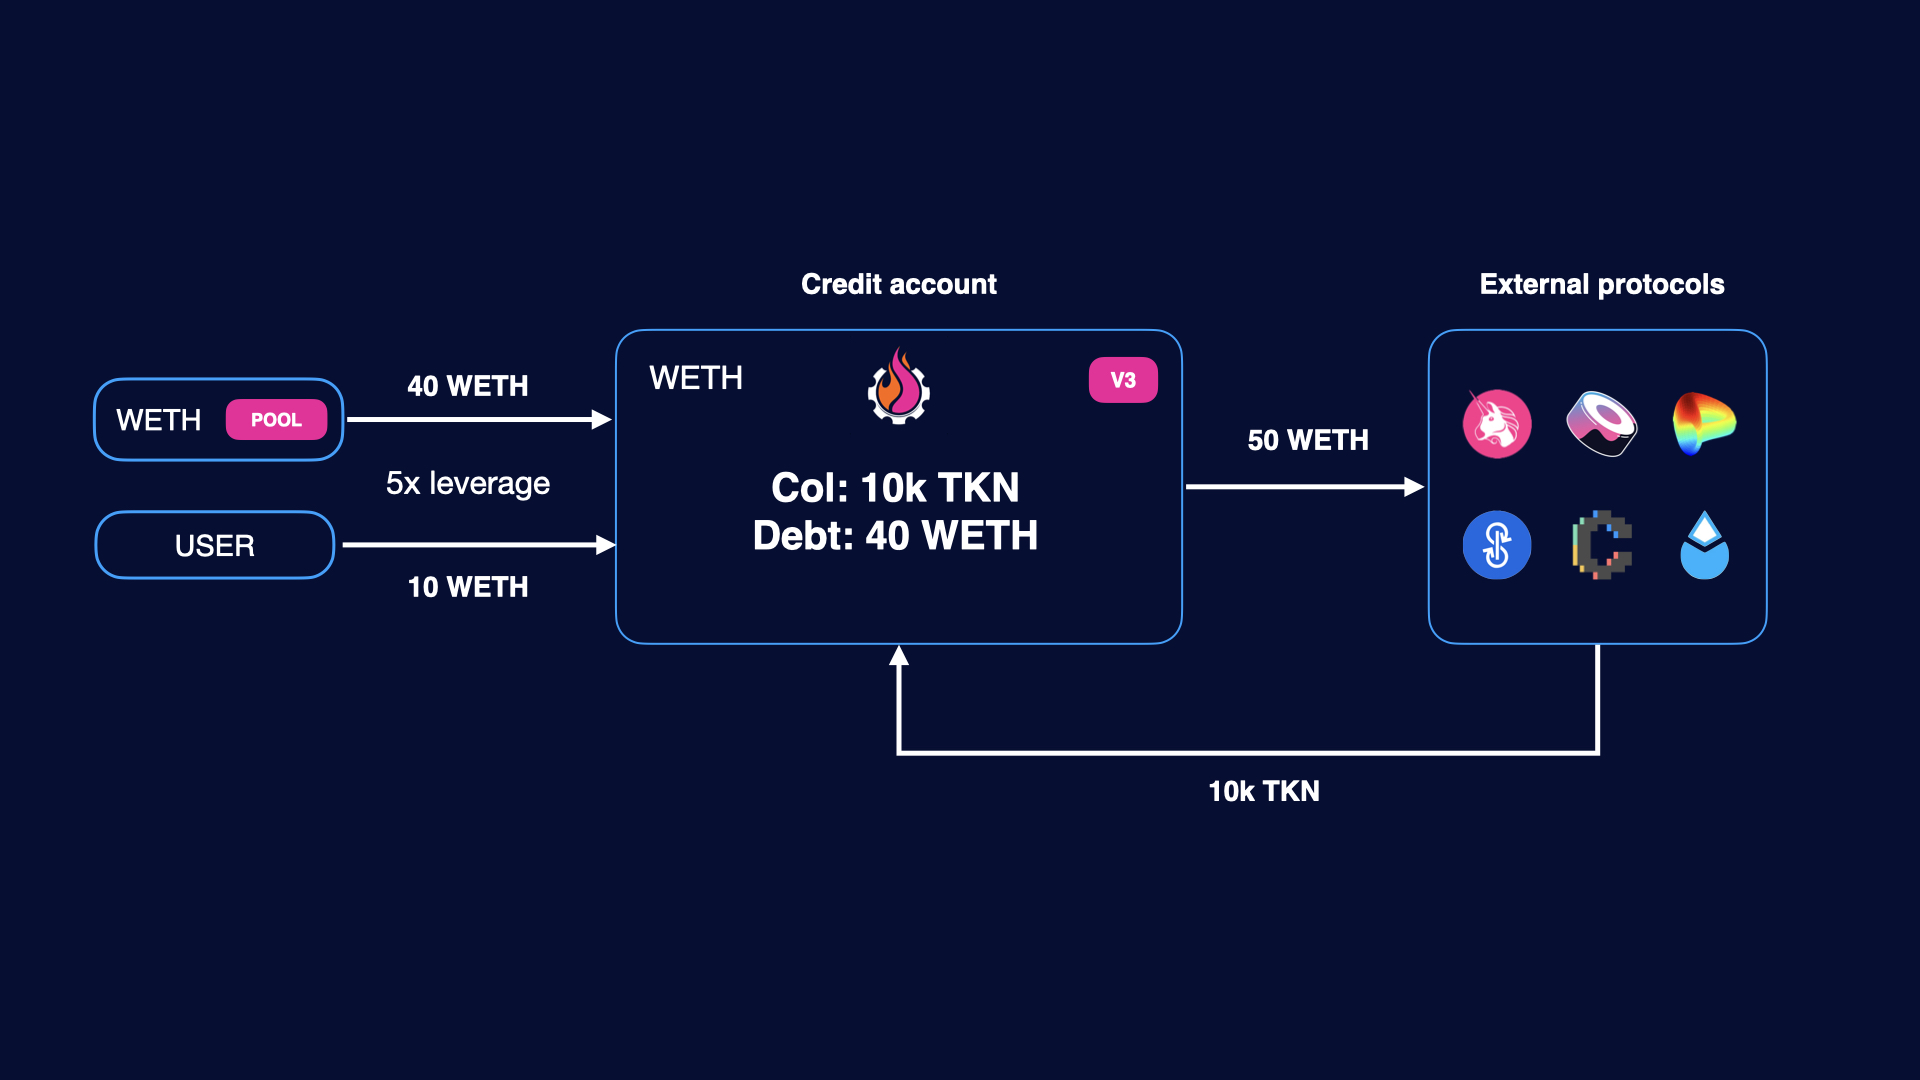 Credit account
External protocols
WETH
V3
40 WETH
WETH POOL
50 WETH
5x leverage
Col: 10k TKN
Debt: 40 WETH
USER
10 WETH
10k TKN